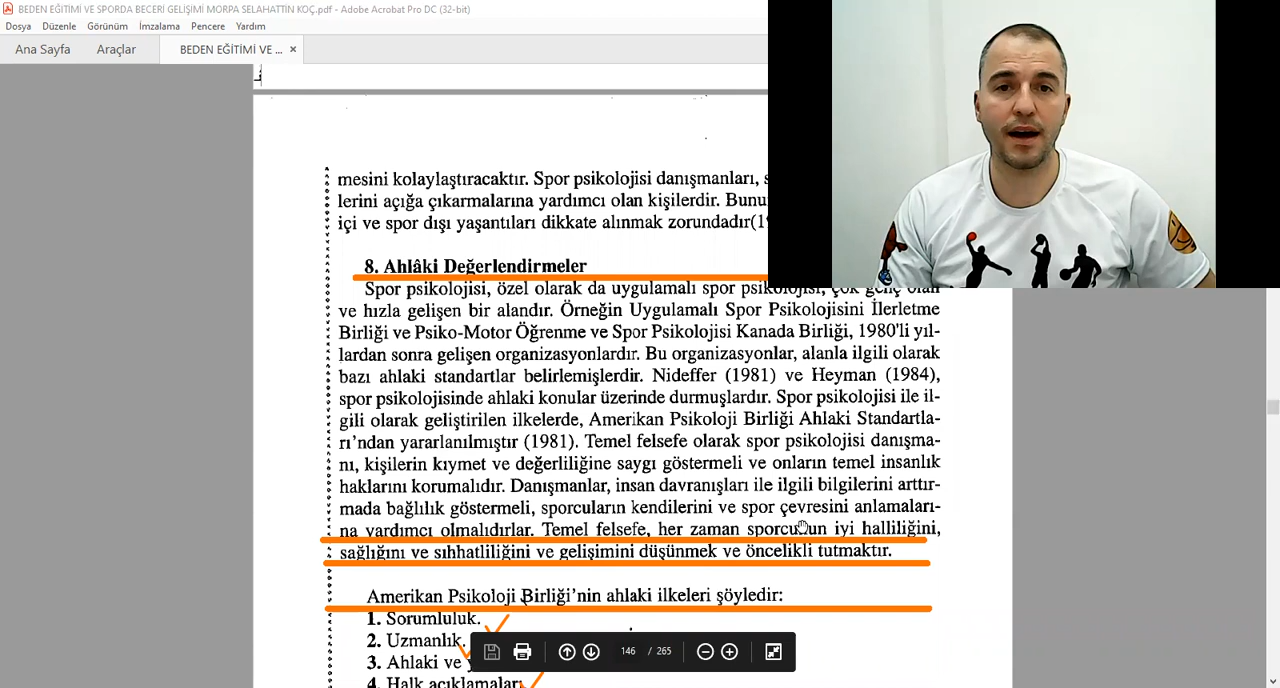 BEDEN EĞİTİMİ VE SPORDA BECERİ GELİŞİMİ MORPA SELAHATTİN KOÇ.pdf - Adobe Acrobat Pro DC (32-bit)
Dosya Düzenle Görünüm İmzalama Pencere Yardım
Ana Sayfa Araçlar BEDEN EĞİTİMİ VE ... ×
mesini kolaylaştıracaktır. Spor psikolojisi danışmanları, s
lerini açığa çıkarmalarına yardımcı olan kişilerdir. Bunu
içi ve spor dışı yaşantıları dikkate alınmak zorundadır(19
8. Ahlâki Değerlendirmeler
Spor psikolojisi, özel olarak da uygulamalı spor psikolojisi, çok genç olan
ve hızla gelişen bir alandır. Örneğin Uygulamalı Spor Psikolojisini İlerletme
Birliği ve Psiko-Motor Öğrenme ve Spor Psikolojisi Kanada Birliği, 1980'li yıl-
lardan sonra gelişen organizasyonlardır. Bu organizasyonlar, alanla ilgili olarak
bazı ahlaki standartlar belirlemişlerdir. Nideffer (1981) ve Heyman (1984),
spor psikolojisinde ahlaki konular üzerinde durmuşlardır. Spor psikolojisi ile il-
gili olarak geliştirilen ilkelerde, Amerikan Psikoloji Birliği Ahlaki Standartla-
rı'ndan yararlanılmıştır (1981). Temel felsefe olarak spor psikolojisi danışma-
nı, kişilerin kıymet ve değerliliğine saygı göstermeli ve onların temel insanlık
haklarını korumalıdır. Danışmanlar, insan davranışları ile ilgili bilgilerini arttır-
mada bağlılık göstermeli, sporcuların kendilerini ve spor çevresini anlamaları-
na yardımcı olmalıdırlar. Temel felsefe, her zaman sporcunun iyi halliliğini,
sağlığını ve sıhhatliliğini ve gelişimini düşünmek ve öncelikli tutmaktır.
Amerikan Psikoloji Birliği'nin ahlaki ilkeleri şöyledir:
1. Sorumluluk.
2. Uzmanlık.
3. Ahlaki ve
4. Halk açıklamaları
146 / 265